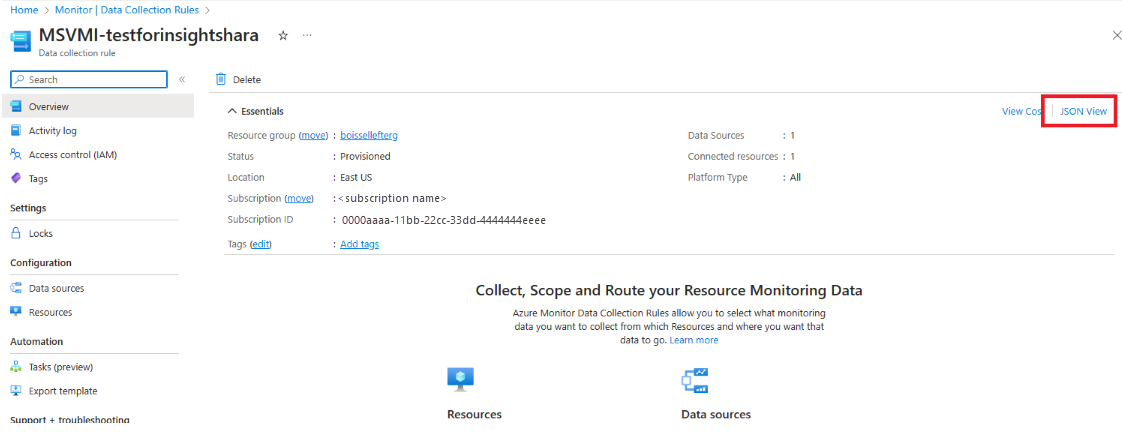 Home > Monitor | Data Collection Rules >
MSVMI-testforinsightshara ☆ ···
Data collection rule
Search «
Overview
Activity log
Access control (IAM)
Tags
Settings
Locks
Configuration
Data sources
Resources
Automation
Tasks (preview)
Export template
Support + troubleshooting
Delete
Essentials
View Cos JSON View
Resource group (move) : boissellefterg
Status : Provisioned
Location : East US
Subscription (move) : <subscription name>
Subscription ID : 0000aaaa-11bb-22cc-33dd-4444444eeee
Tags (edit) : Add tags
Data Sources : 1
Connected resources : 1
Platform Type : All
Collect, Scope and Route your Resource Monitoring Data
Azure Monitor Data Collection Rules allow you to select what monitoring
data you want to collect from which Resources and where you want that
data to go. Learn more
Resources
Data sources